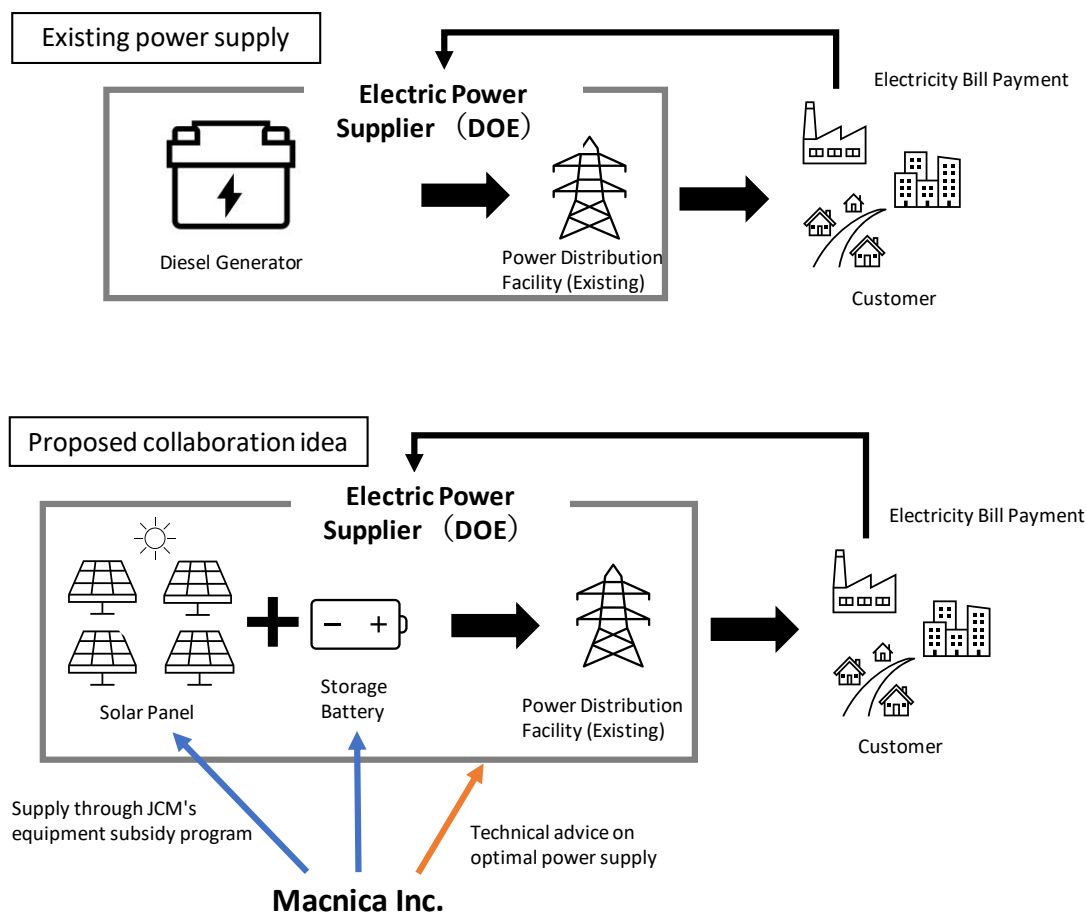 Existing power supply
Electric Power
Supplier （DOE）
Electricity Bill Payment
Diesel Generator
Power Distribution
Facility (Existing)
Customer
Proposed collaboration idea
Electric Power
Supplier （DOE）
Electricity Bill Payment
Solar Panel
Storage
Battery
Power Distribution
Facility (Existing)
Customer
Supply through JCM's
equipment subsidy program
Technical advice on
optimal power supply
Macnica Inc.